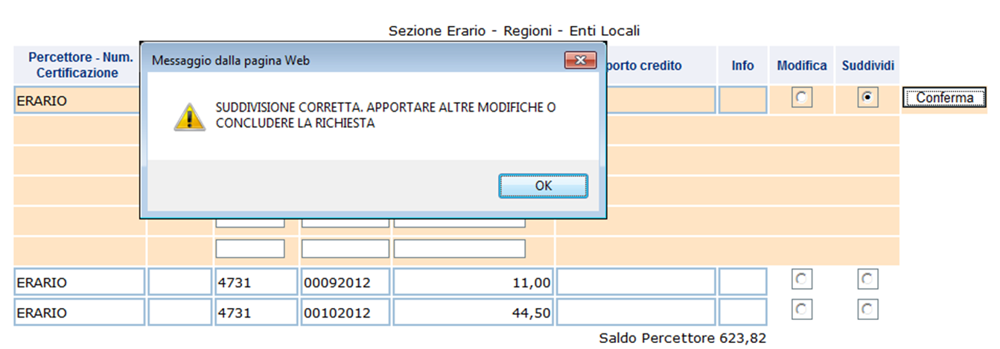 Sezione Erario - Regioni - Enti Locali
Percettore - Num.
Certificazione
Messaggio dalla pagina Web
porto credito
Info
Modifica
Suddividi
ERARIO
Conferma
SUDDIVISIONE CORRETTA. APPORTARE ALTRE MODIFICHE O
CONCLUDERE LA RICHIESTA
OK
ERARIO 4731 00092012 11,00
ERARIO 4731 00102012 44,50
Saldo Percettore 623,82